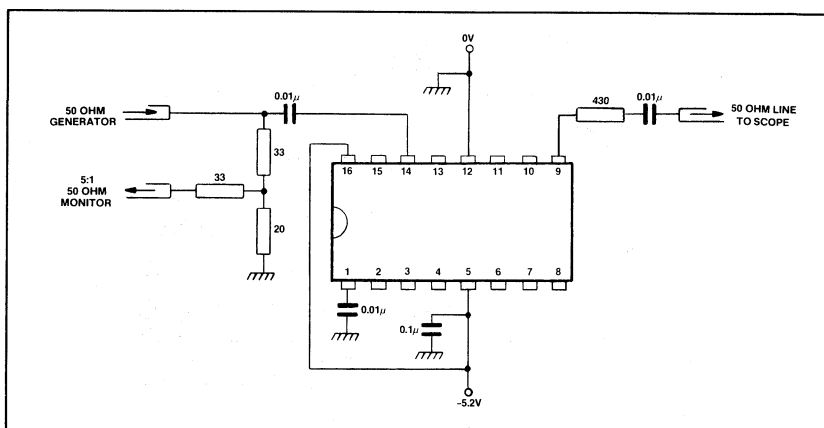 0V
0.01μ
430
0.01μ
50 OHM
GENERATOR
50 OHM LINE
TO SCOPE
33
16 15 14 13 12 11 10 9
5:1
50 OHM
MONITOR
33
20
1 2 3 4 5 6 7 8
0.01μ
0.1μ
–5.2V